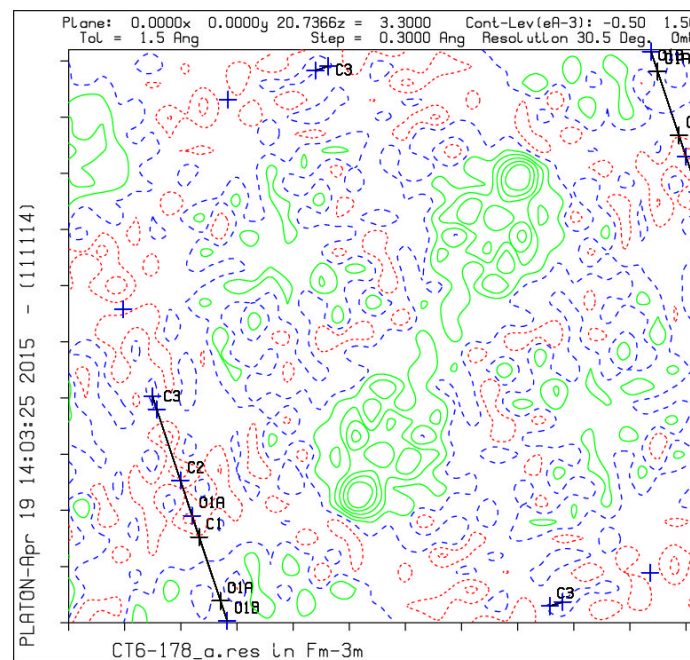 Plane: 0.0000x 0.0000y 20.7366z = 3.3000 Cont-Lev(eA-3): -0.50 1.50
Tol = 1.5 Ang Step = 0.3000 Ang Resolution 30.5 Deg.
C3
O1B
O1A
C
PLATON-Apr 19 14:03:25 2015 - (111114)
C3
C2
O1A
C1
O1A
O1B
C3
CT6-178_a.res in Fm-3m